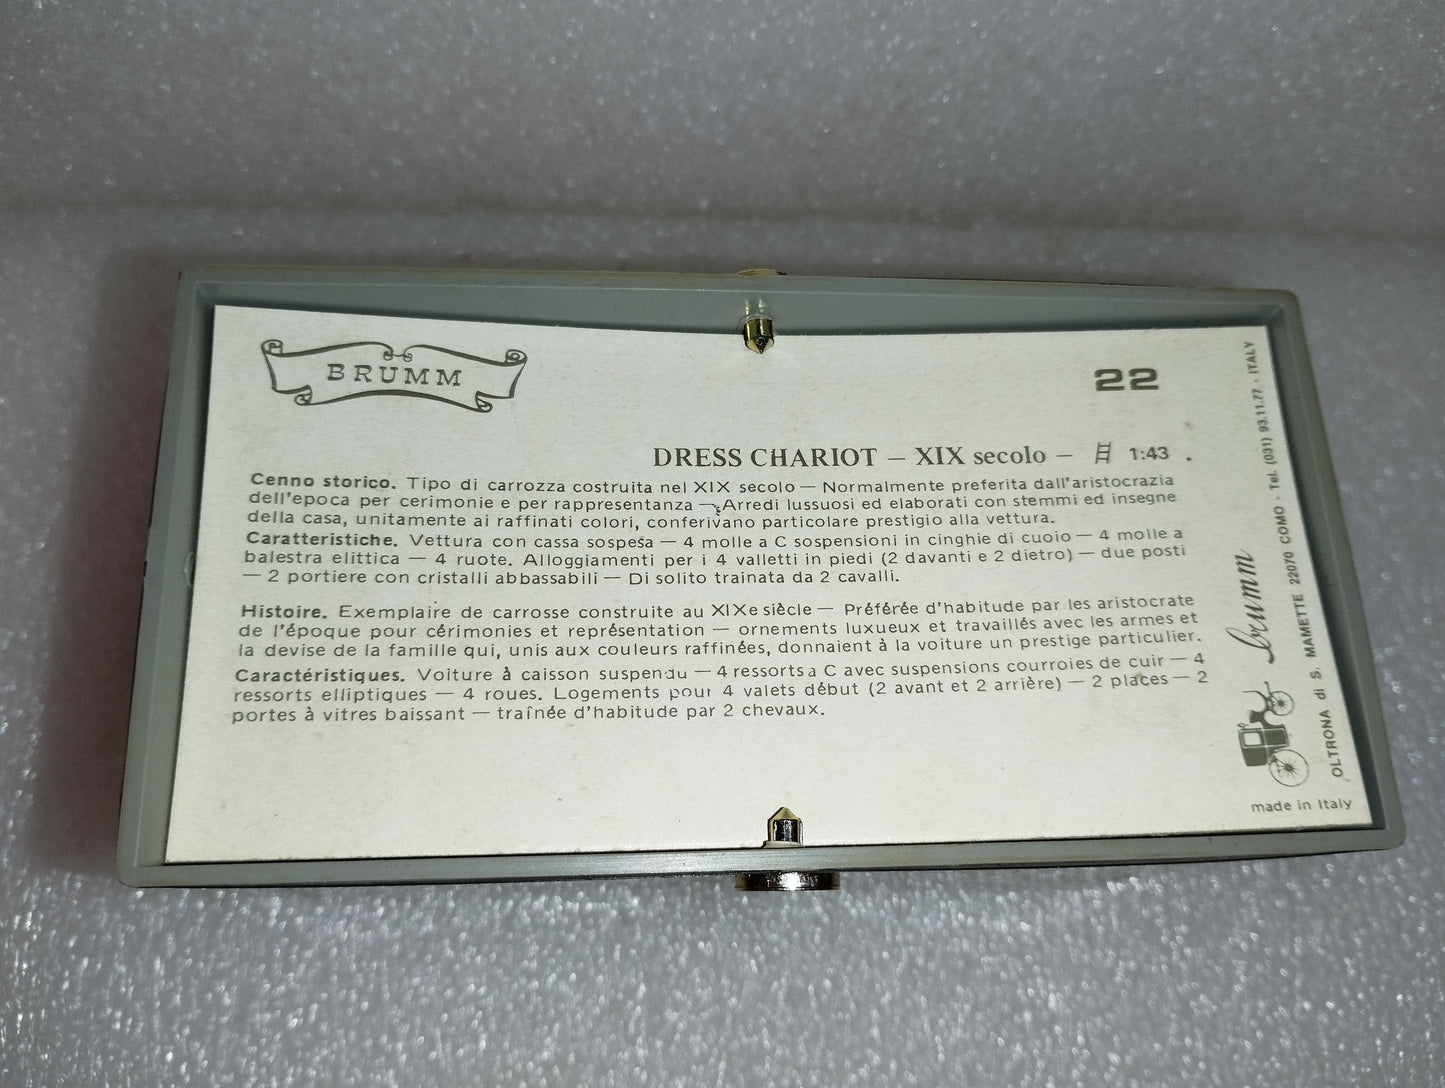 BRUMM
22
DRESS CHARIOT — XIX secolo — 1:43 .
Cenno storico. Tipo di carrozza costruita nel XIX secolo — Normalmente preferita dall'aristocrazia
dell'epoca per cerimonie e per rappresentanza — Arredi lussuosi ed elaborati con stemmi ed insegne
della casa, unitamente ai raffinati colori, conferivano particolare prestigio alla vettura.
Caratteristiche. Vettura con cassa sospesa — 4 molle a C sospensioni in cinghie di cuoio — 4 molle a
balestra elittica — 4 ruote. Alloggiamenti per i 4 valletti in piedi (2 davanti e 2 dietro) — due posti
— 2 portiere con cristalli abbassabili — Di solito trainata da 2 cavalli.
Histoire. Exemplaire de carrosse construite au XIXe siècle — Préférée d'habitude par les aristocrate
de l'époque pour cérimonies et représentation — ornements luxueux et travaillés avec les armes et
la devise de la famille qui, unis aux couleurs raffinées, donnaient à la voiture un prestige particulier.
Caractéristiques. Voiture à caisson suspendu — 4 ressorts a C avec suspensions courroies de cuir — 4
ressorts elliptiques — 4 roues. Logements pour 4 valets début (2 avant et 2 arrière) — 2 places — 2
portes à vitres baissant — traînée d'habitude par 2 chevaux.
brumm
OLTRONA di S. MAMETTE 22070 COMO - Tel. (031) 93.11.77 - ITALY
made in Italy